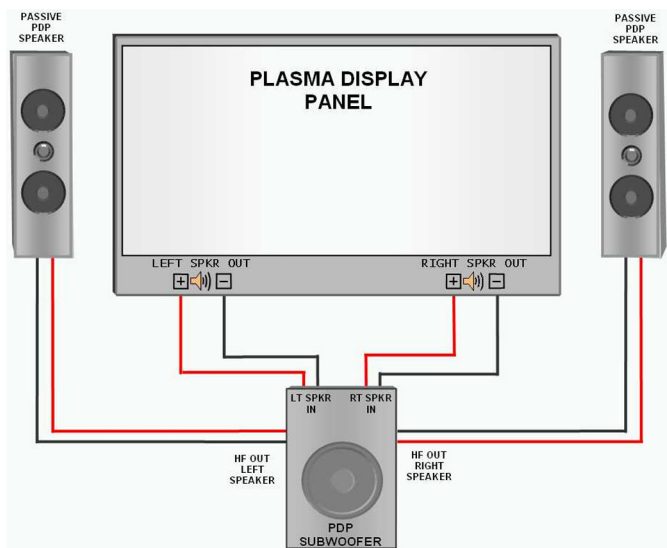 PASSIVE
PDP
SPEAKER
PASSIVE
PDP
SPEAKER
PLASMA DISPLAY
PANEL
LEFT SPKR OUT
RIGHT SPKR OUT
+ −
+ −
LT SPKR
IN
RT SPKR
IN
HF OUT
LEFT
SPEAKER
HF OUT
RIGHT
SPEAKER
PDP
SUBWOOFER